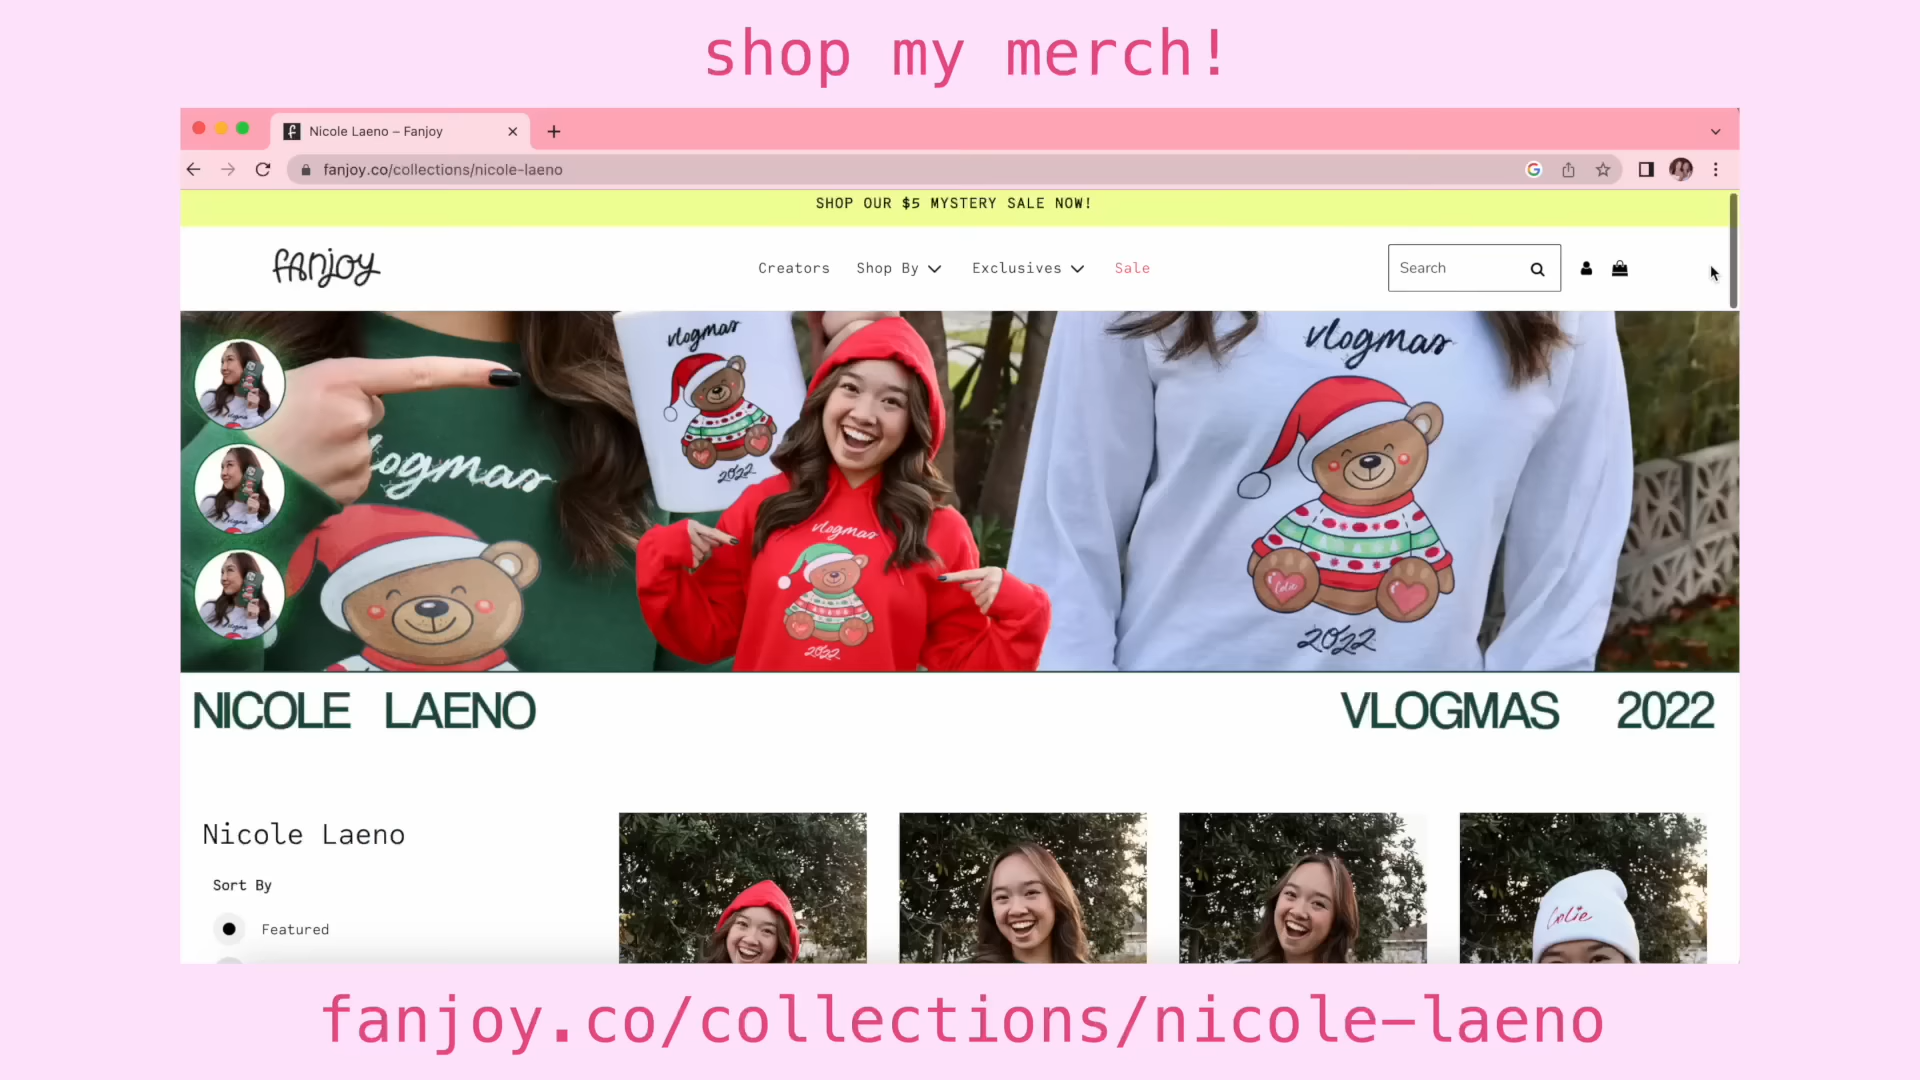 shop my merch!
Nicole Laeno – Fanjoy
fanjoy.co/collections/nicole-laeno
SHOP OUR $5 MYSTERY SALE NOW!
fanjoy
Creators
Shop By
Exclusives
Sale
Search
vlogmas
2022
vlogmas
vlogmas
2022
vlogmas
Colie
2022
NICOLE LAENO
VLOGMAS 2022
Nicole Laeno
Sort By
Featured
Colie
fanjoy.co/collections/nicole-laeno